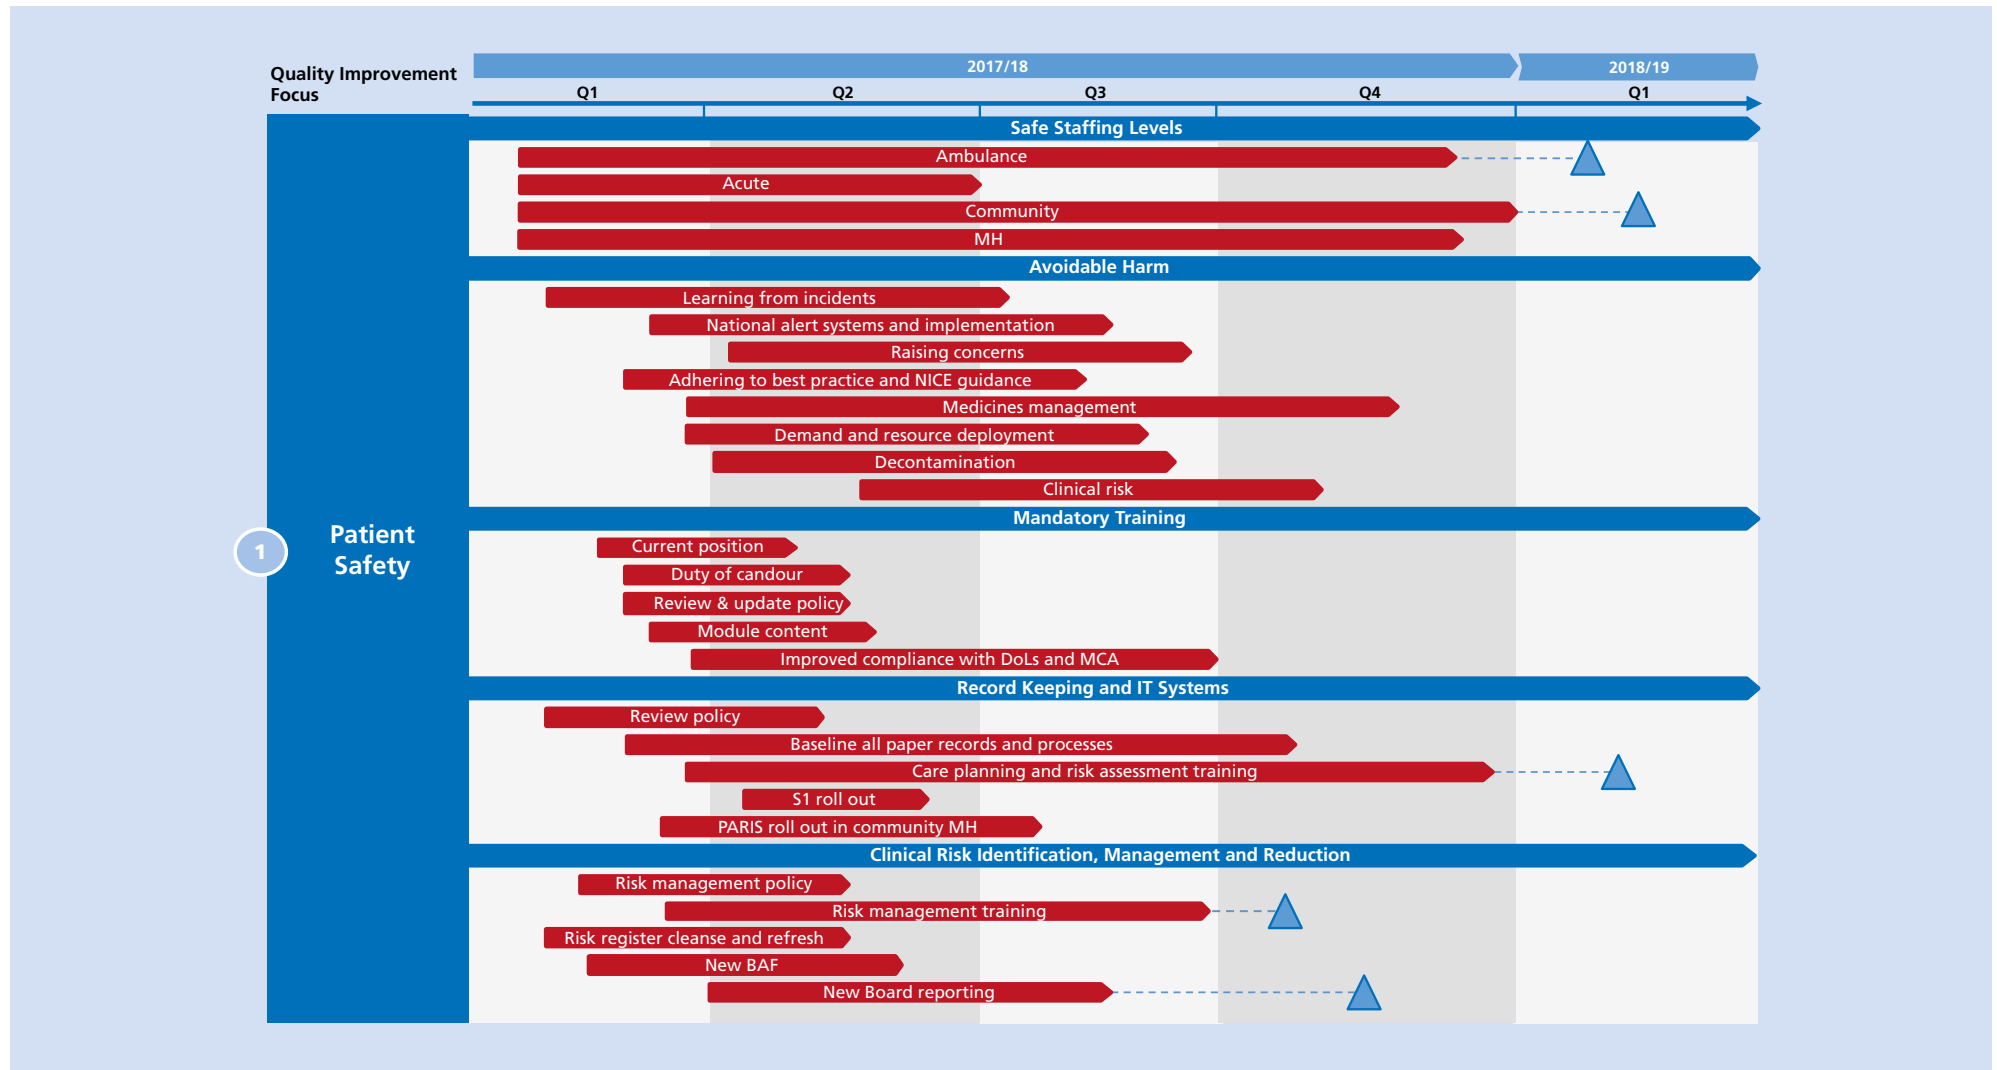 Quality Improvement
Focus
2017/18
2018/19
Q1
Q2
Q3
Q4
Q1
1
Patient
Safety
Safe Staffing Levels
Ambulance
Acute
Community
MH
Avoidable Harm
Learning from incidents
National alert systems and implementation
Raising concerns
Adhering to best practice and NICE guidance
Medicines management
Demand and resource deployment
Decontamination
Clinical risk
Mandatory Training
Current position
Duty of candour
Review & update policy
Module content
Improved compliance with DoLs and MCA
Record Keeping and IT Systems
Review policy
Baseline all paper records and processes
Care planning and risk assessment training
S1 roll out
PARIS roll out in community MH
Clinical Risk Identification, Management and Reduction
Risk management policy
Risk management training
Risk register cleanse and refresh
New BAF
New Board reporting